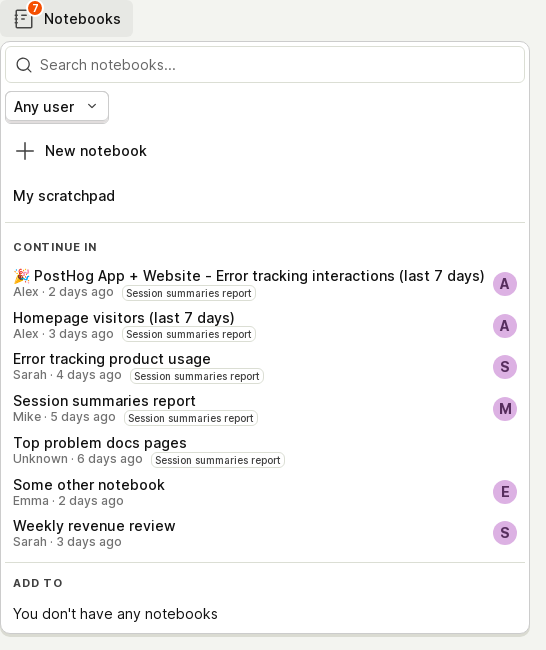 7
Notebooks
Search notebooks...
Any user
New notebook
My scratchpad
CONTINUE IN
🎉 PostHog App + Website - Error tracking interactions (last 7 days)
Alex · 2 days ago Session summaries report
A
Homepage visitors (last 7 days)
Alex · 3 days ago Session summaries report
A
Error tracking product usage
Sarah · 4 days ago Session summaries report
S
Session summaries report
Mike · 5 days ago Session summaries report
M
Top problem docs pages
Unknown · 6 days ago Session summaries report
Some other notebook
Emma · 2 days ago
E
Weekly revenue review
Sarah · 3 days ago
S
ADD TO
You don't have any notebooks